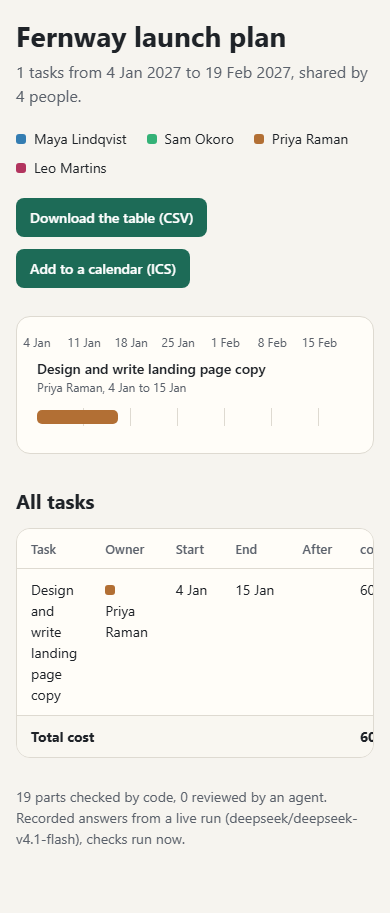 Fernway launch plan
1 tasks from 4 Jan 2027 to 19 Feb 2027, shared by
4 people.
Maya Lindqvist Sam Okoro Priya Raman
Leo Martins
Download the table (CSV)
Add to a calendar (ICS)
4 Jan 11 Jan 18 Jan 25 Jan 1 Feb 8 Feb 15 Feb
Design and write landing page copy
Priya Raman, 4 Jan to 15 Jan
All tasks
Task Owner Start End After
Design 4 Jan 15 Jan
and Priya
write Raman
landing
page
copy
Total cost
19 parts checked by code, 0 reviewed by an agent.
Recorded answers from a live run (deepseek/deepseek-
v4.1-flash), checks run now.